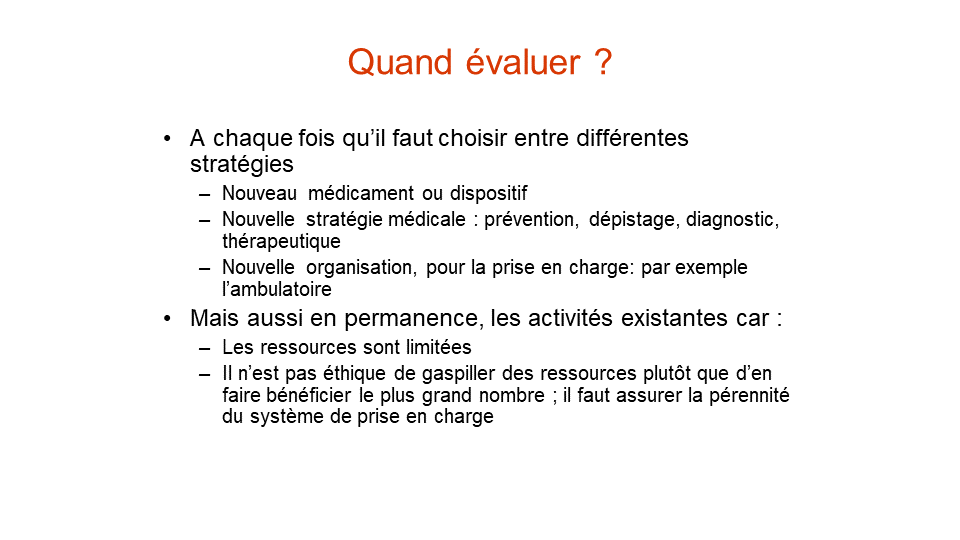 Quand évaluer ?
• A chaque fois qu’il faut choisir entre différentes
stratégies
– Nouveau médicament ou dispositif
– Nouvelle stratégie médicale : prévention, dépistage, diagnostic,
thérapeutique
– Nouvelle organisation, pour la prise en charge: par exemple
l’ambulatoire
• Mais aussi en permanence, les activités existantes car :
– Les ressources sont limitées
– Il n’est pas éthique de gaspiller des ressources plutôt que d’en
faire bénéficier le plus grand nombre ; il faut assurer la pérennité
du système de prise en charge